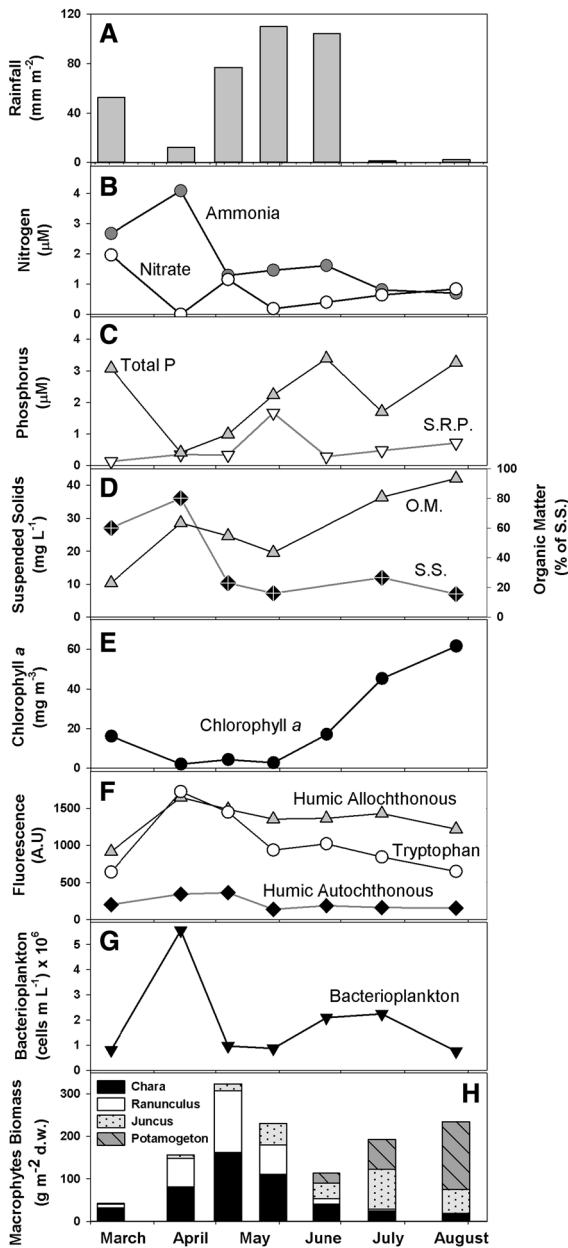 A
Rainfall
(mm m⁻²)
120
80
40
0
B
Nitrogen
(µM)
4
3
2
1
0
Ammonia
Nitrate
C
Phosphorus
(µM)
4
3
2
1
0
Total P
S.R.P.
D
Suspended Solids
(mg L⁻¹)
40
30
20
10
0
O.M.
S.S.
100
80
60
40
20
0
Organic Matter
(% of S.S.)
E
Chlorophyll a
(mg m⁻³)
60
40
20
0
Chlorophyll a
F
Fluorescence
(A.U)
1500
1000
500
0
Humic Allochthonous
Tryptophan
Humic Autochthonous
G
Bacterioplankton
(cells m L⁻¹) x 10⁶
5
4
3
2
1
0
Bacterioplankton
H
Macrophytes Biomass
(g m⁻² d.w.)
300
200
100
0
Chara
Ranunculus
Juncus
Potamogeton
March April May June July August